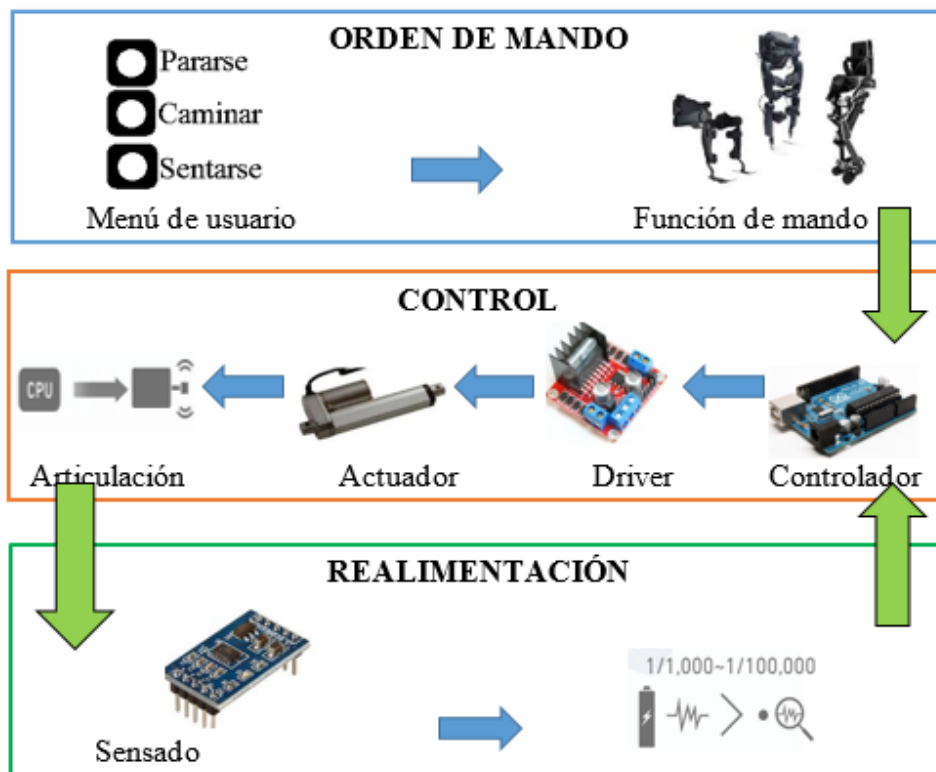 ORDEN DE MANDO
Pararse
Caminar
Sentarse
Menú de usuario
Función de mando
CONTROL
CPU
Articulación
Actuador
Driver
Controlador
REALIMENTACIÓN
1/1,000~1/100,000
Sensado